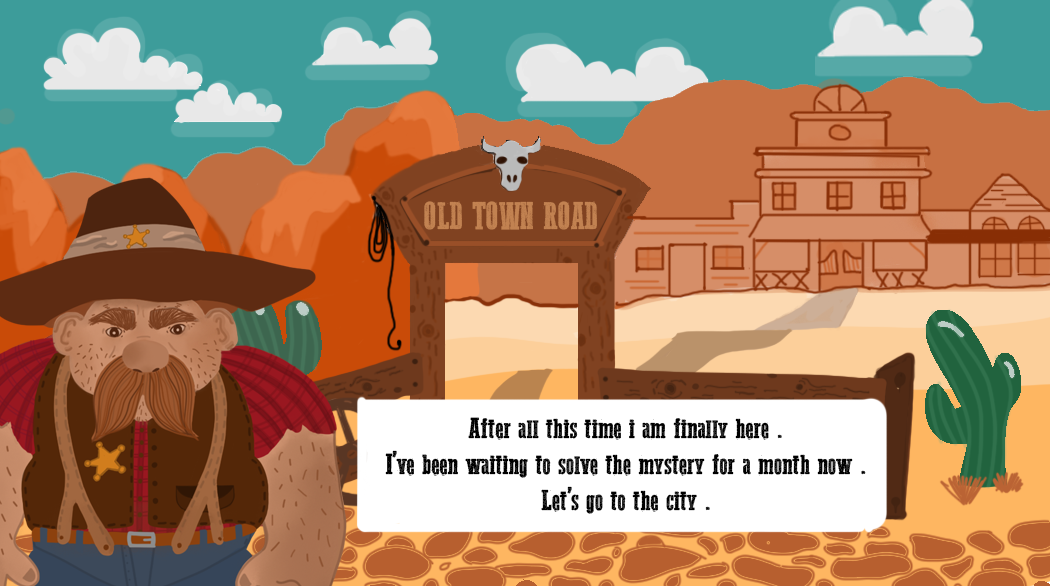 OLD TOWN ROAD
After all this time i am finally here .
I've been waiting to solve the mystery for a month now .
Let's go to the city .